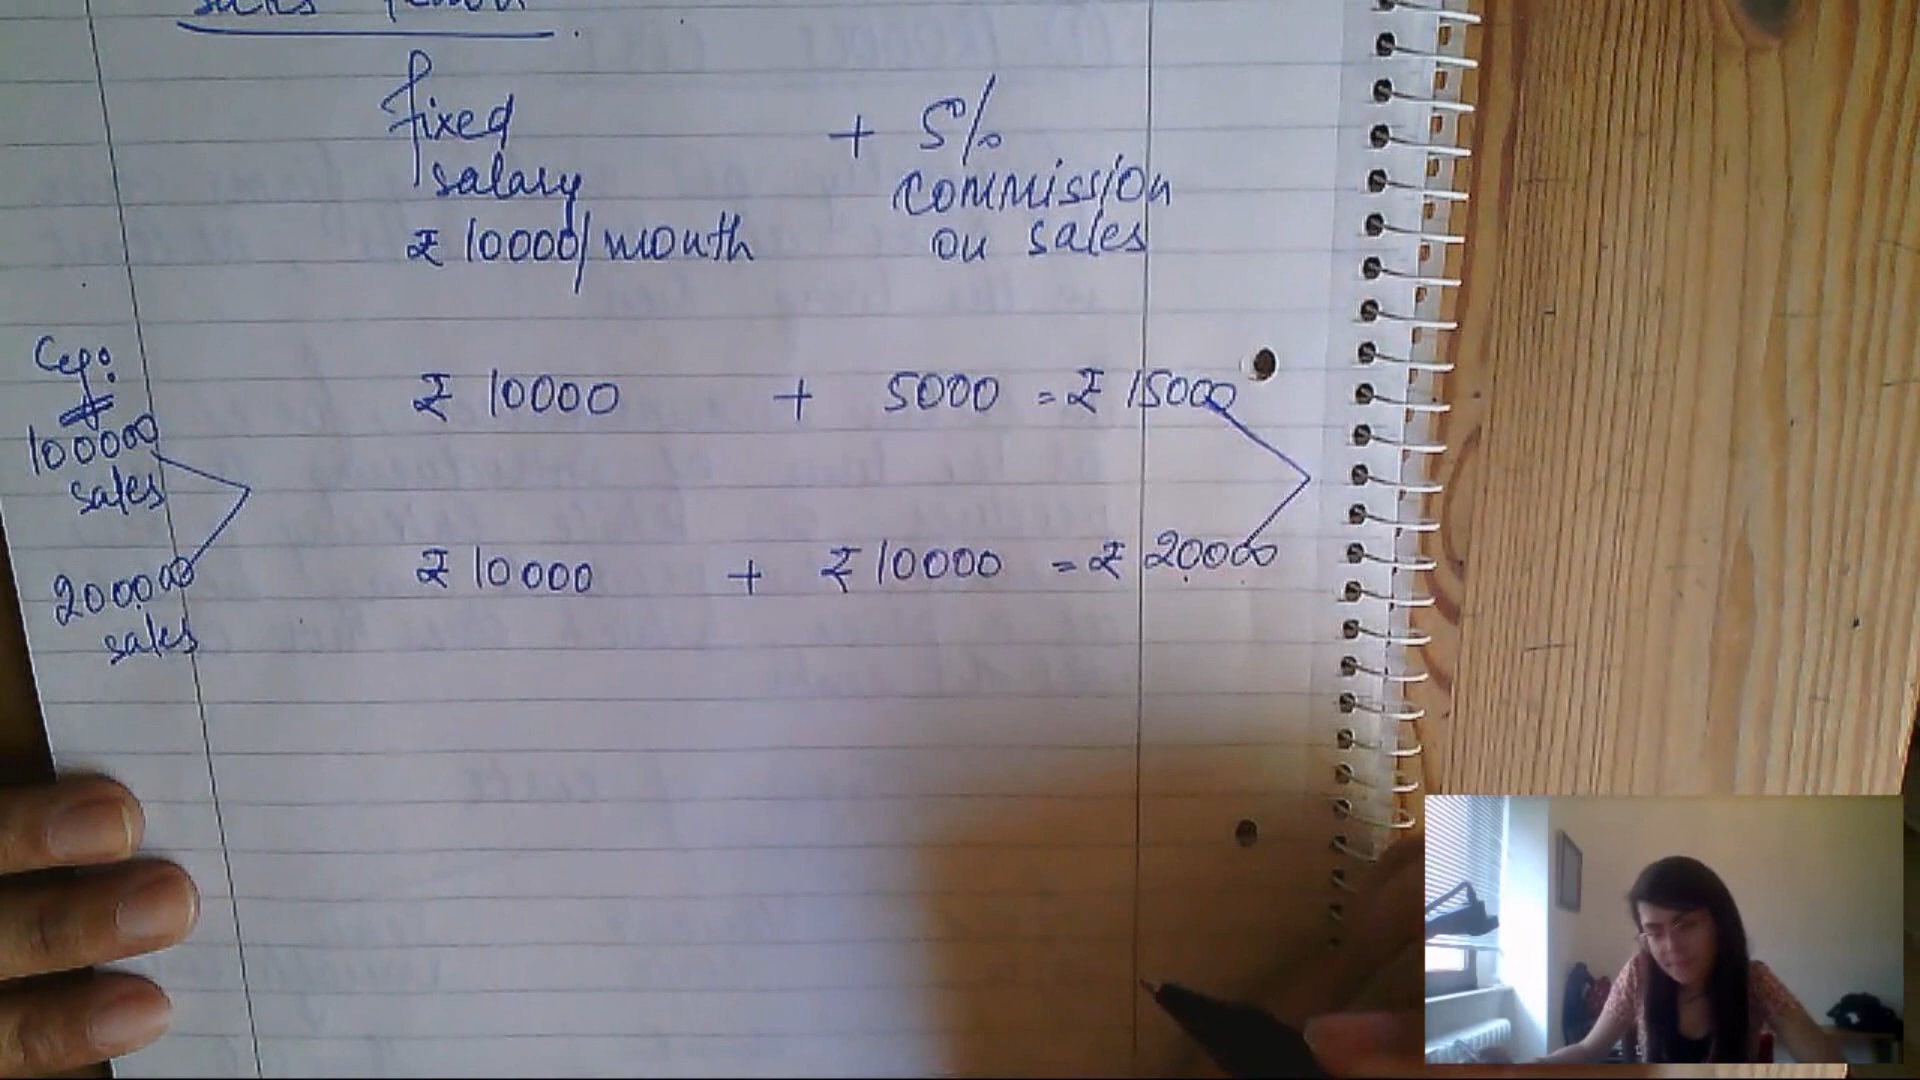 sales
fixed
salary
₹ 10000/month
+ 5%
commission
on sales
eg:
100000
sales
₹ 10000 + 5000 = ₹ 15000
200000
sales
₹ 10000 + ₹ 10000 = ₹ 20000